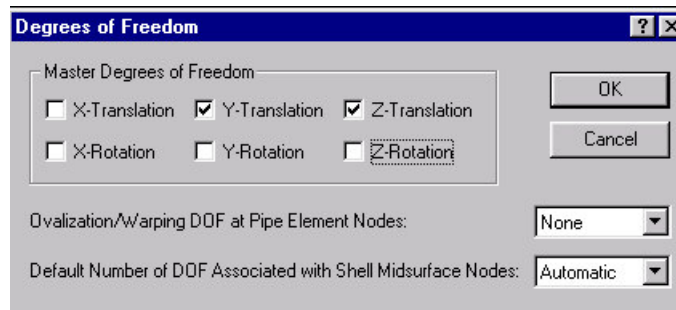 Degrees of Freedom
Master Degrees of Freedom
X-Translation Y-Translation Z-Translation
X-Rotation Y-Rotation Z-Rotation
OK
Cancel
Ovalization/Warping DOF at Pipe Element Nodes: None
Default Number of DOF Associated with Shell Midsurface Nodes: Automatic